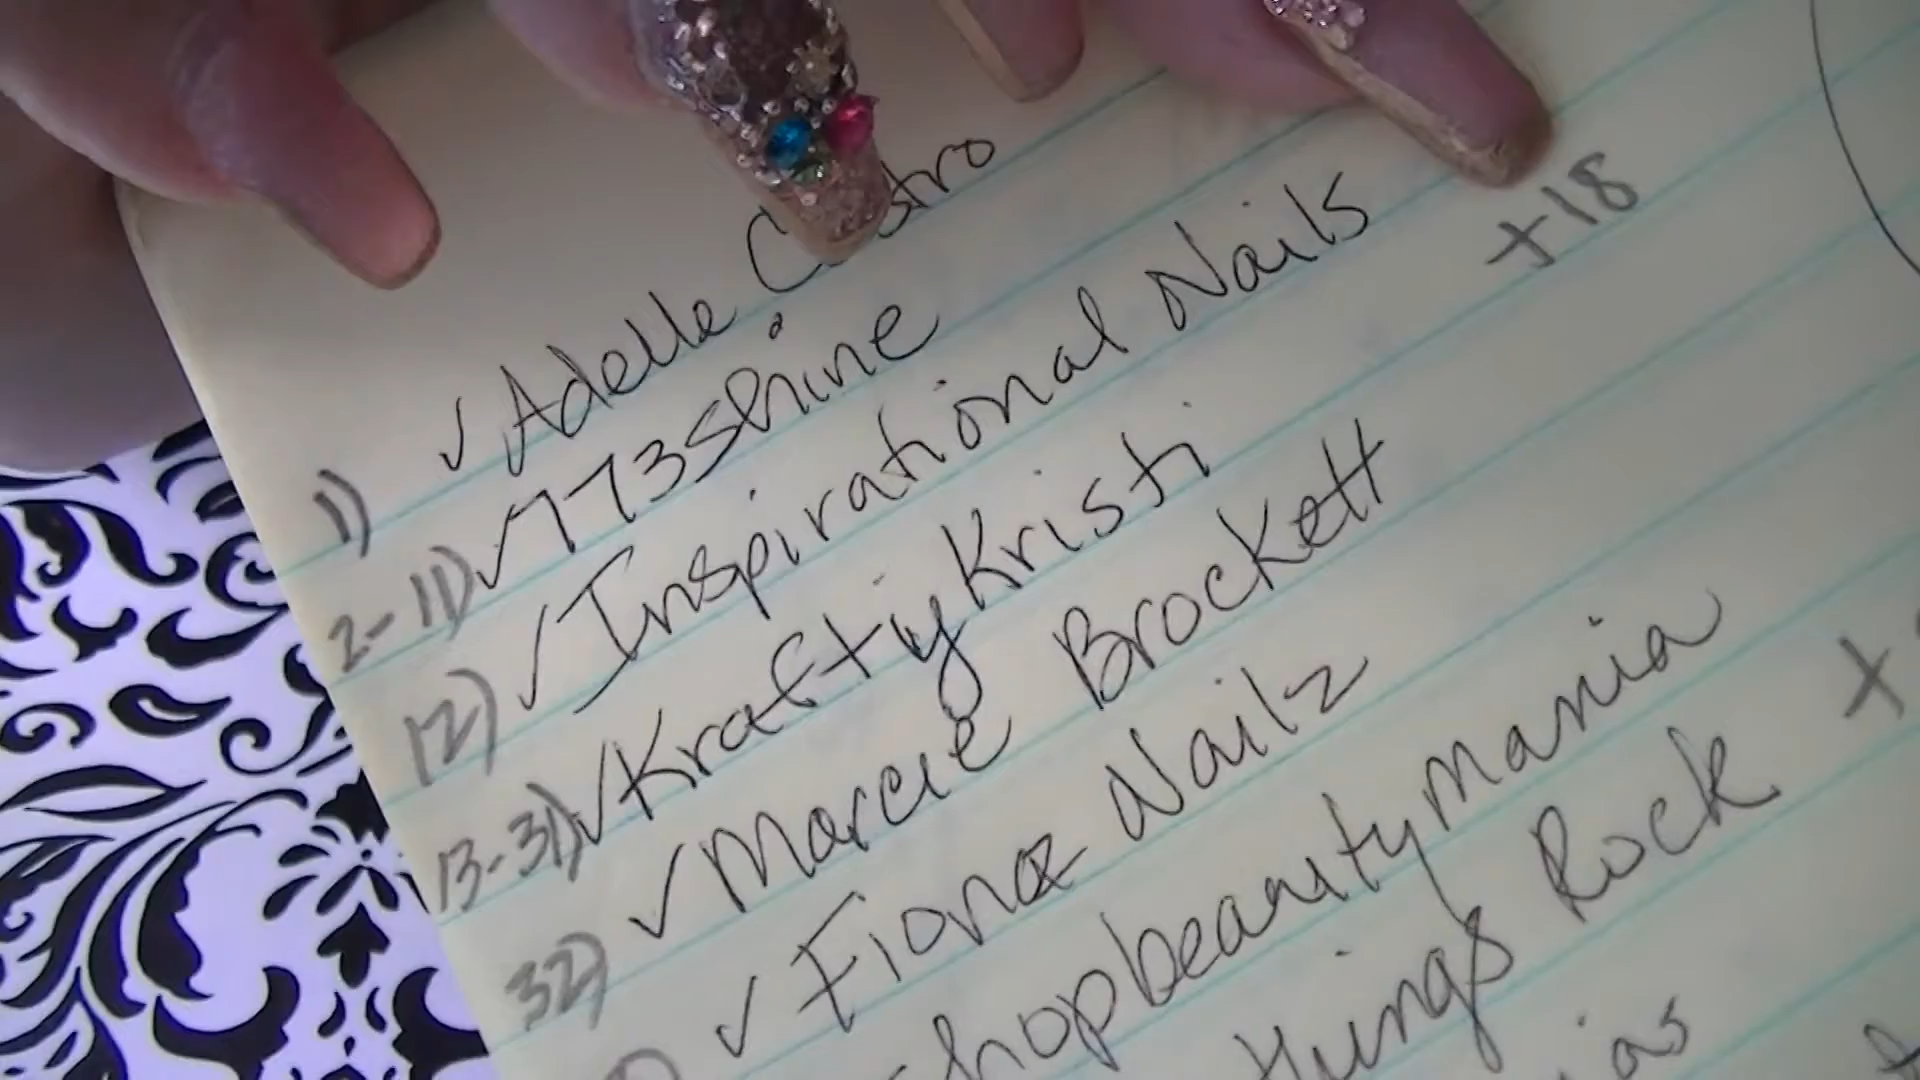 1) ✓ Adelle Castro
2-11) ✓ 773shine
12) ✓ Inspirational Nails +18
13-31) ✓ KraftyKristi
32) ✓ Marcie Brockett
✓ Fiona Nailz
shopbeautymania +
Things Rock